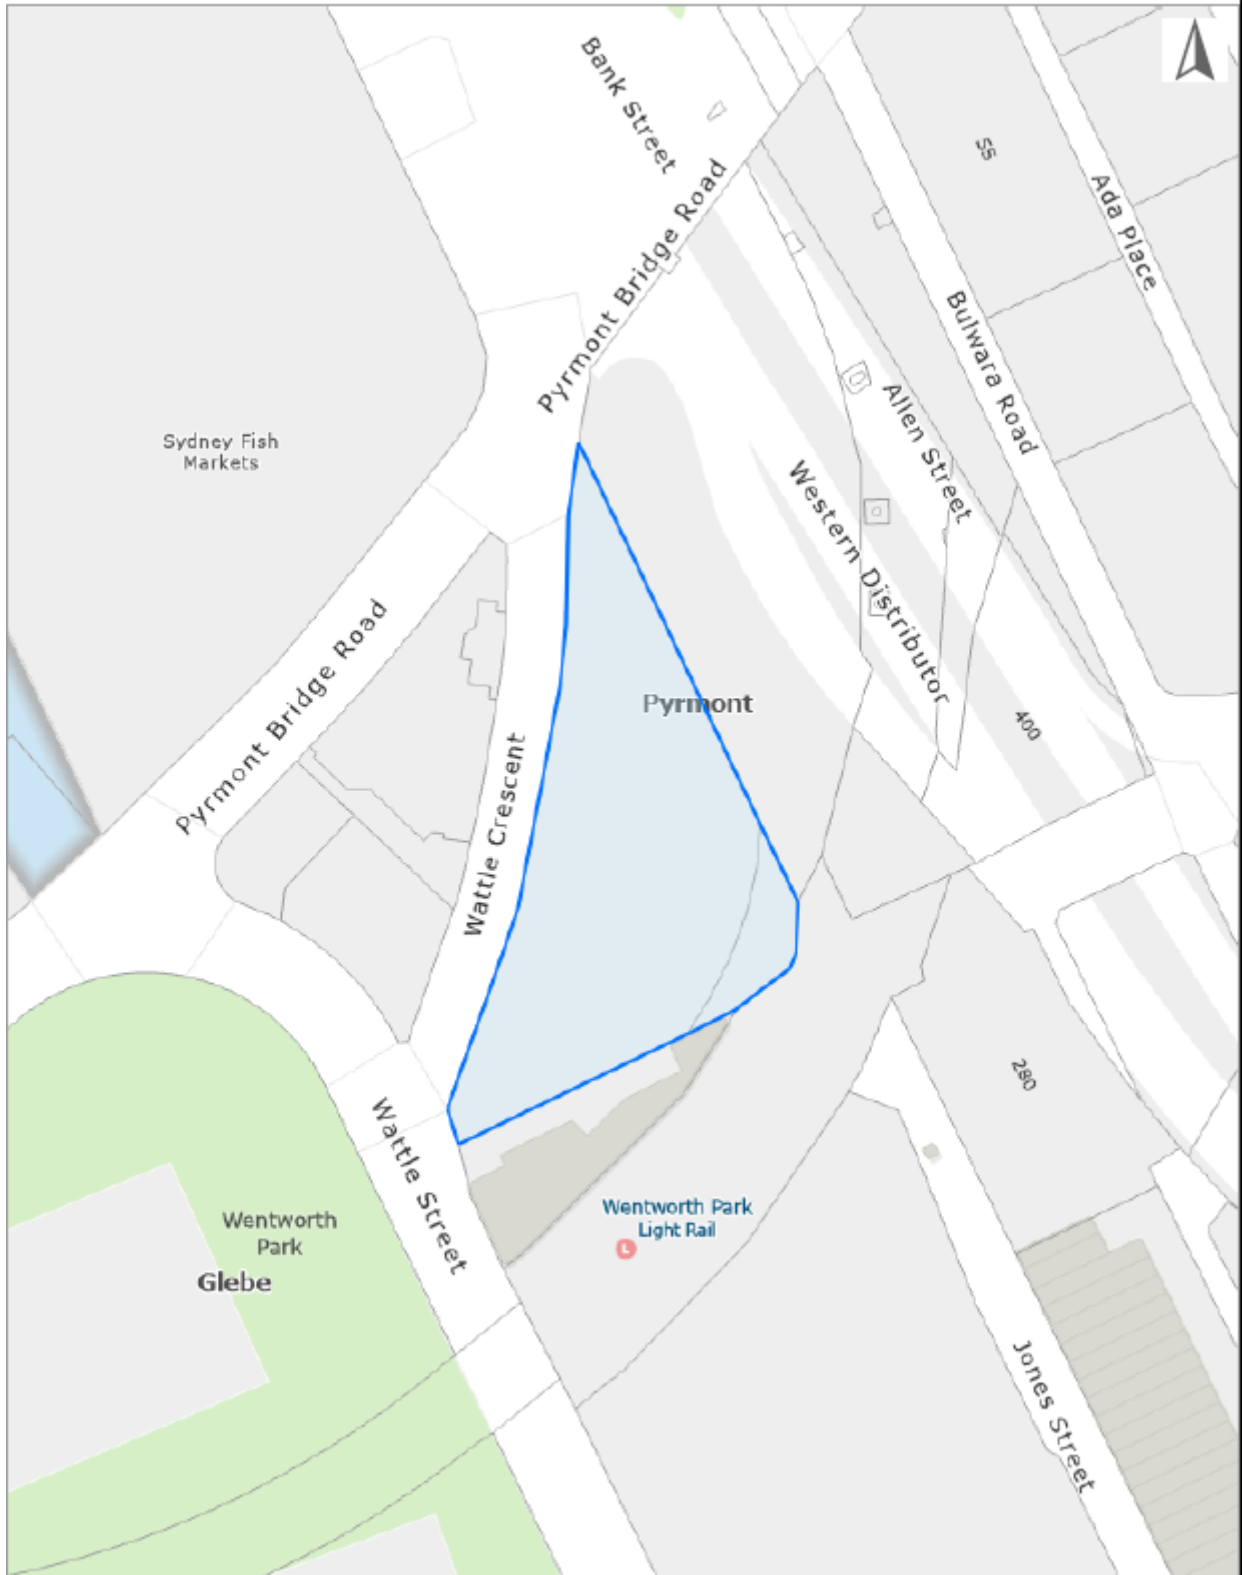 Bank Street
55
Ada Place
Pyrmont Bridge Road
Bulwara Road
Allen Street
Sydney Fish
Markets
Western Distributor
Pyrmont Bridge Road
Pyrmont
400
Wattle Crescent
280
Wattle Street
Wentworth Park
Light Rail
L
Wentworth
Park
Glebe
Jones Street